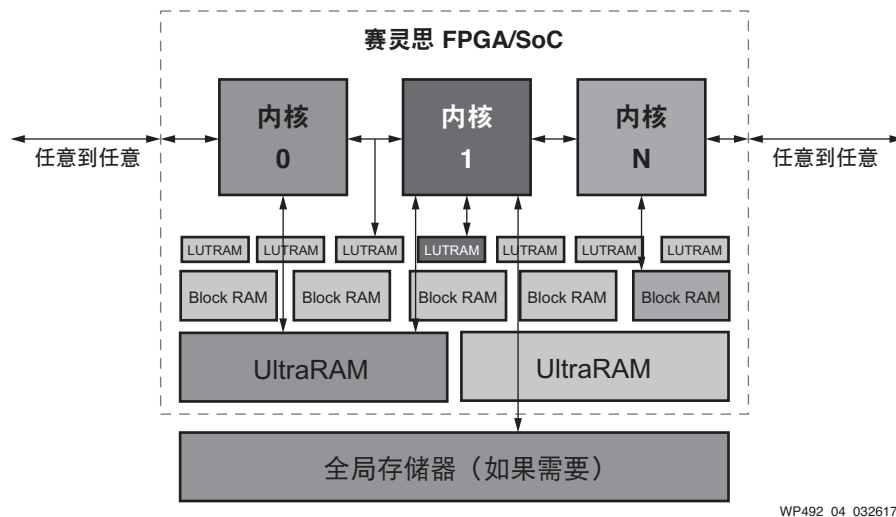 赛灵思 FPGA/SoC
内核
0
内核
1
内核
N
任意到任意
任意到任意
LUTRAM
LUTRAM
LUTRAM
LUTRAM
LUTRAM
LUTRAM
LUTRAM
Block RAM
Block RAM
Block RAM
Block RAM
Block RAM
UltraRAM
UltraRAM
全局存储器（如果需要）
WP492_04_032617